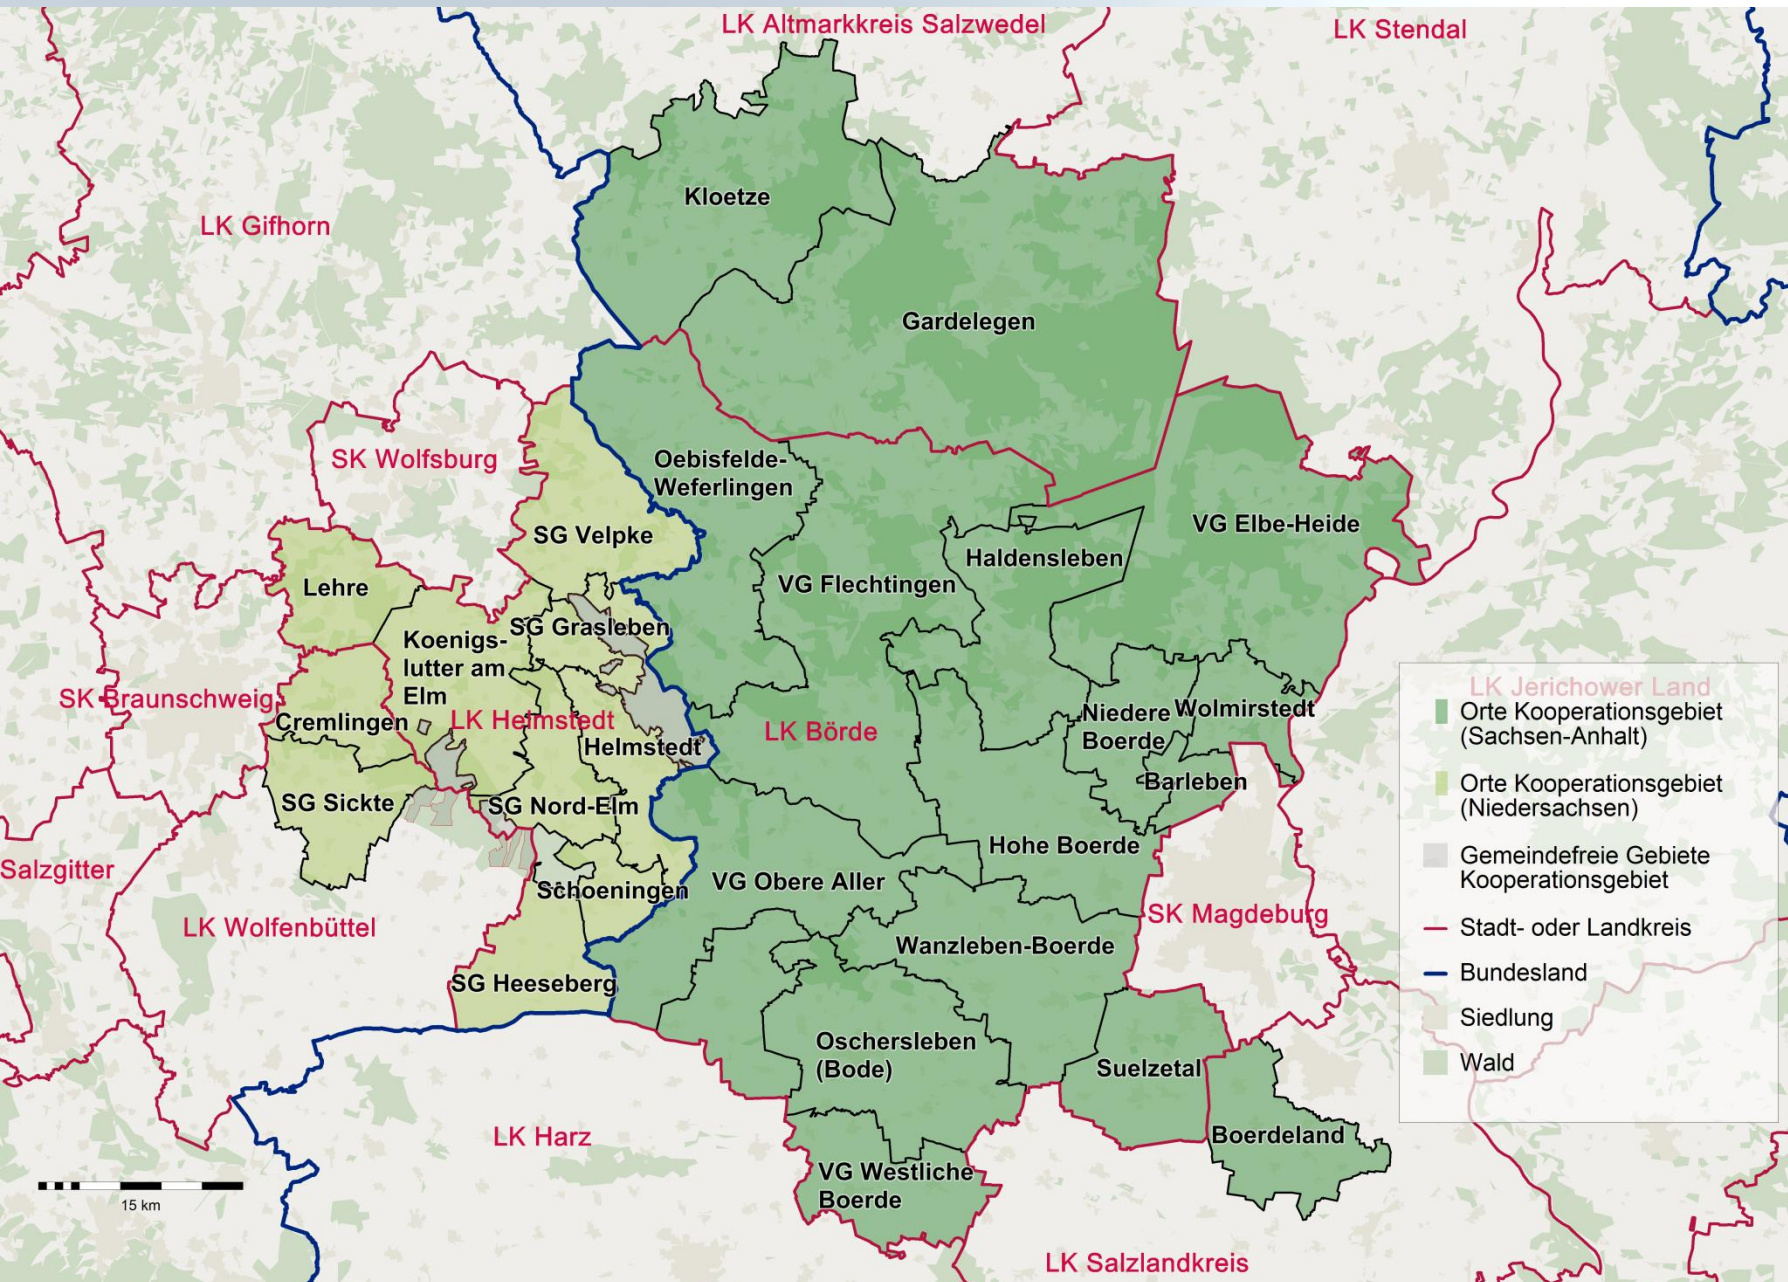 LK Altmarkkreis Salzwedel
LK Stendal
Kloetze
LK Gifhorn
Gardelegen
SK Wolfsburg
Oebisfelde-
Weferlingen
SG Velpke
VG Elbe-Heide
Haldensleben
VG Flechtingen
Lehre
SG Grasleben
Koenigs-
lutter am
Elm
SK Braunschweig
Cremlingen
LK Helmstedt
Helmstedt
LK Börde
Niedere
Boerde
Wolmirstedt
Barleben
SG Sickte
SG Nord-Elm
Hohe Boerde
Salzgitter
Schoeningen
VG Obere Aller
LK Wolfenbüttel
SK Magdeburg
Wanzleben-Boerde
SG Heeseberg
Oschersleben
(Bode)
Suelzetal
LK Harz
Boerdeland
VG Westliche
Boerde
LK Salzlandkreis
15 km
LK Jerichower Land
Orte Kooperationsgebiet
(Sachsen-Anhalt)
Orte Kooperationsgebiet
(Niedersachsen)
Gemeindefreie Gebiete
Kooperationsgebiet
Stadt- oder Landkreis
Bundesland
Siedlung
Wald